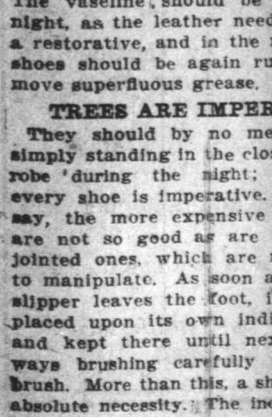 The vaseline, should be
night, as the leather need
a restorative, and in the
shoes should be again ru
move superfluous grease.
TREES ARE IMPER
They should by no me
simply standing in the clo
robe 'during the night;
every shoe is imperative.
say, the more expensive
are not so good as are
jointed ones, which are
to manipulate. As soon a
slipper leaves the foot, i
placed upon its own indi
and kept there until ne
ways brushing carefully
brush. More than this, a sh
absolute necessity. The in